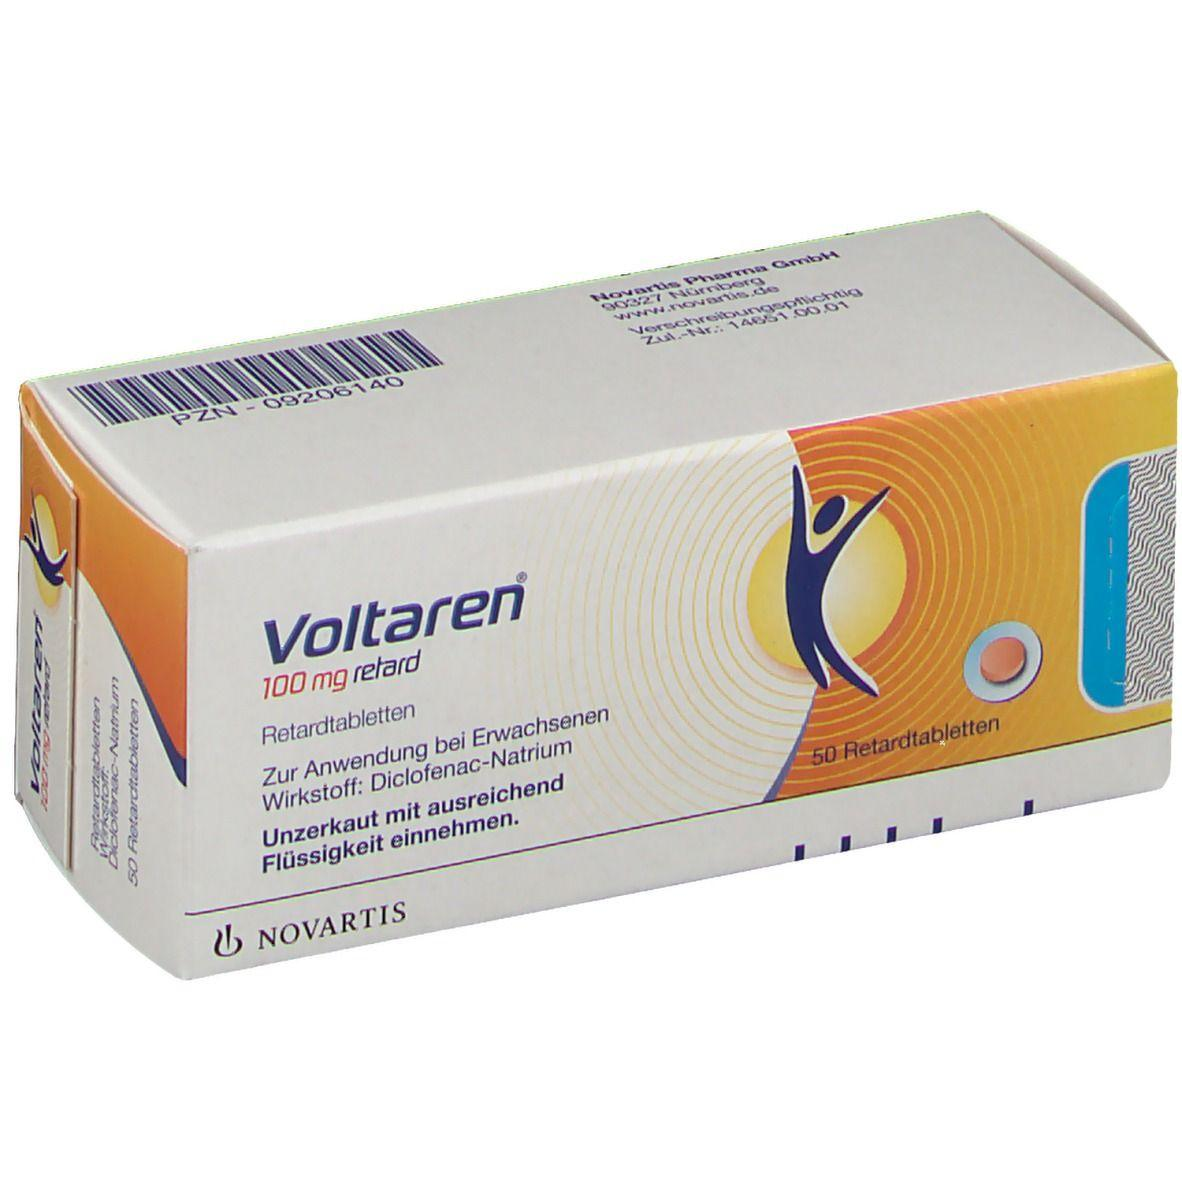 Novartis Pharma GmbH
90327 Nürnberg
www.novartis.de
Verschreibungspflichtig
Zul.-Nr.: 14651.00.01
PZN - 09206140
Voltaren®
100 mg retard
Retardtabletten
Zur Anwendung bei Erwachsenen
Wirkstoff: Diclofenac-Natrium
Unzerkaut mit ausreichend
Flüssigkeit einnehmen.
50 Retardtabletten
NOVARTIS
Voltaren®
100 mg retard
Retardtabletten
Wirkstoff:
Diclofenac-Natrium
50 Retardtabletten